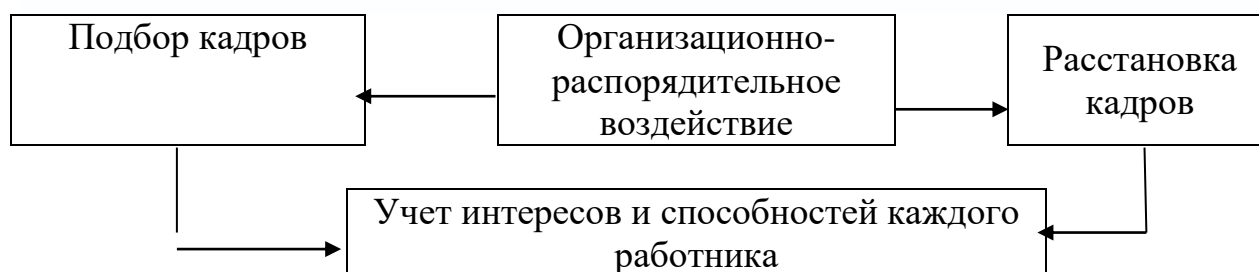 Подбор кадров
Организационно-
распорядительное
воздействие
Расстановка
кадров
Учет интересов и способностей каждого
работника